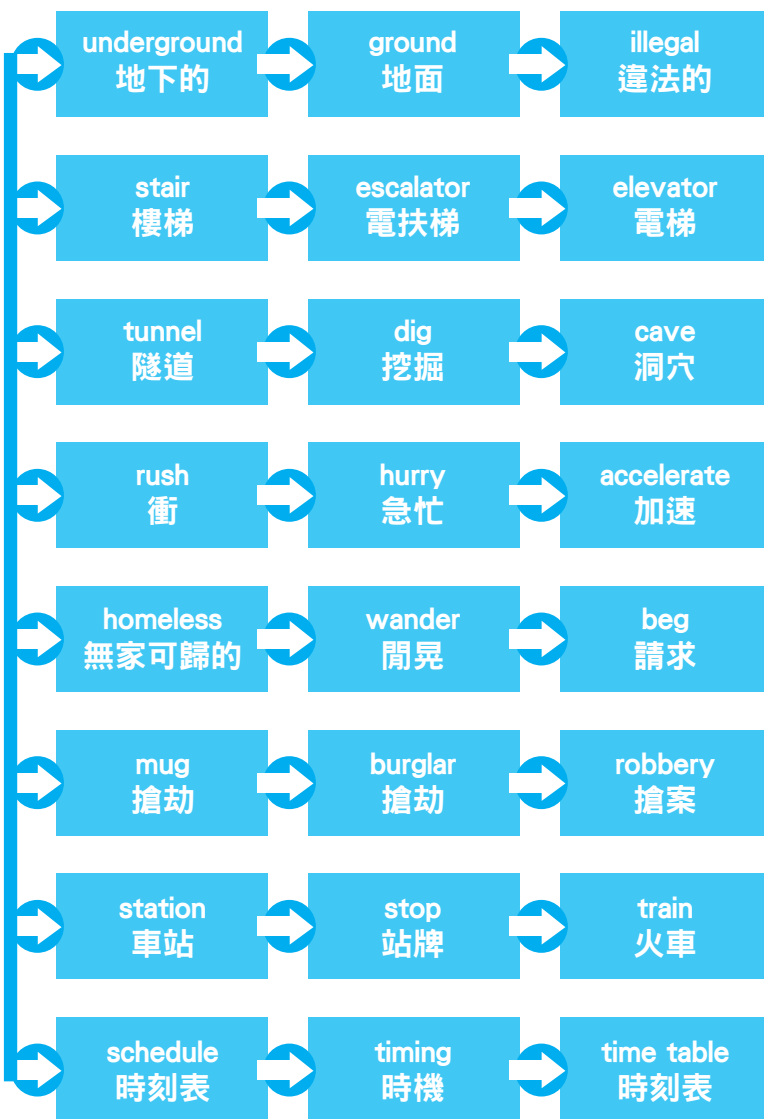 underground
地下的
ground
地面
illegal
違法的
stair
樓梯
escalator
電扶梯
elevator
電梯
tunnel
隧道
dig
挖掘
cave
洞穴
rush
衝
hurry
急忙
accelerate
加速
homeless
無家可歸的
wander
閒晃
beg
請求
mug
搶劫
burglar
搶劫
robbery
搶案
station
車站
stop
站牌
train
火車
schedule
時刻表
timing
時機
time table
時刻表